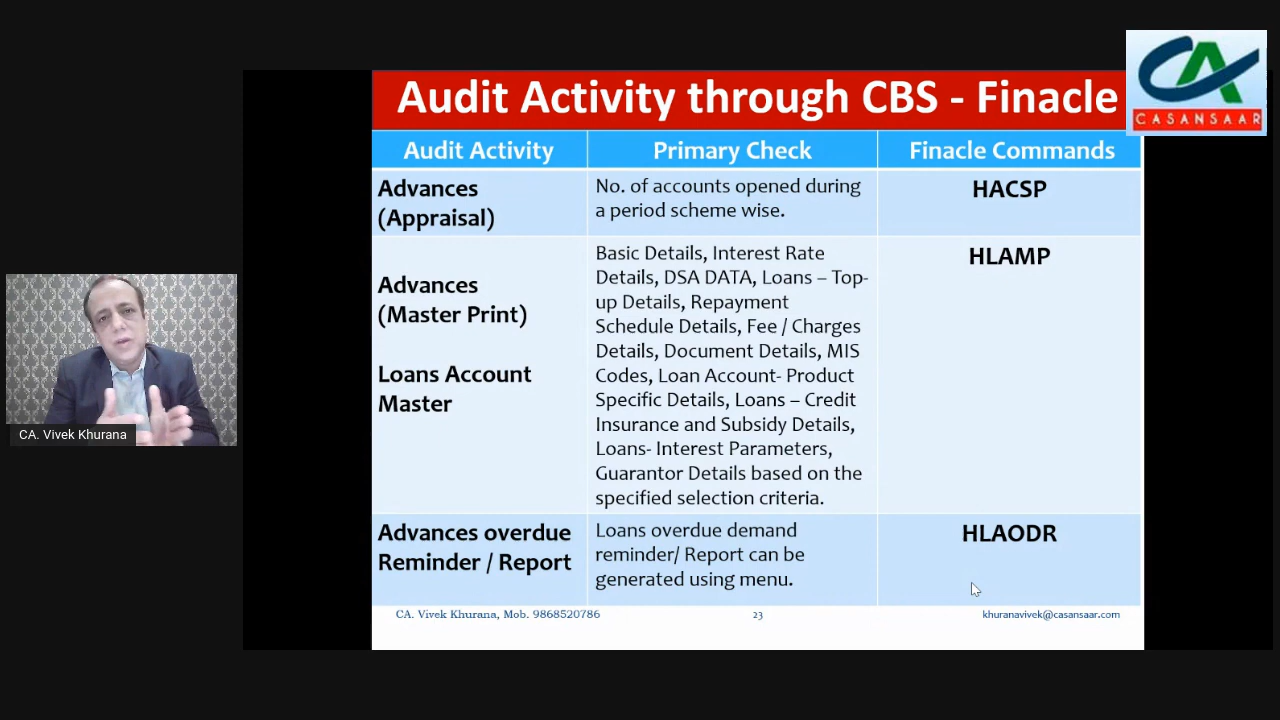 Audit Activity through CBS - Finacle
CA
CASANSAAR
Audit Activity
Primary Check
Finacle Commands
Advances
(Appraisal)
No. of accounts opened during
a period scheme wise.
HACSP
Advances
(Master Print)
Loans Account
Master
Basic Details, Interest Rate
Details, DSA DATA, Loans – Top-
up Details, Repayment
Schedule Details, Fee / Charges
Details, Document Details, MIS
Codes, Loan Account- Product
Specific Details, Loans – Credit
Insurance and Subsidy Details,
Loans- Interest Parameters,
Guarantor Details based on the
specified selection criteria.
HLAMP
Advances overdue
Reminder / Report
Loans overdue demand
reminder/ Report can be
generated using menu.
HLAODR
CA. Vivek Khurana, Mob. 9868520786
23
khuranavivek@casansaar.com
CA. Vivek Khurana